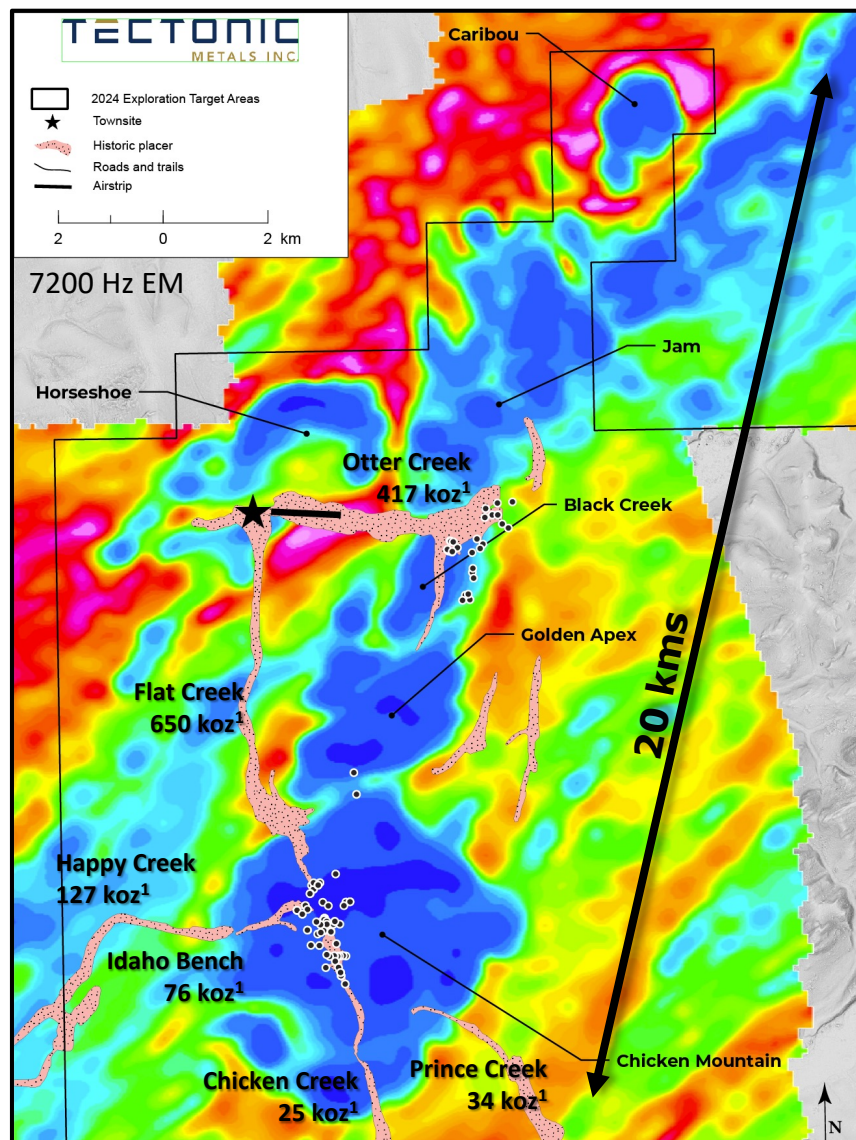 TECTONIC
METALS INC.
2024 Exploration Target Areas
Townsite
Historic placer
Roads and trails
Airstrip
2 0 2 km
7200 Hz EM
Caribou
Jam
Horseshoe
Otter Creek
417 koz¹
Black Creek
Golden Apex
Flat Creek
650 koz¹
20 kms
Happy Creek
127 koz¹
Idaho Bench
76 koz¹
Chicken Creek
25 koz¹
Prince Creek
34 koz¹
Chicken Mountain
N